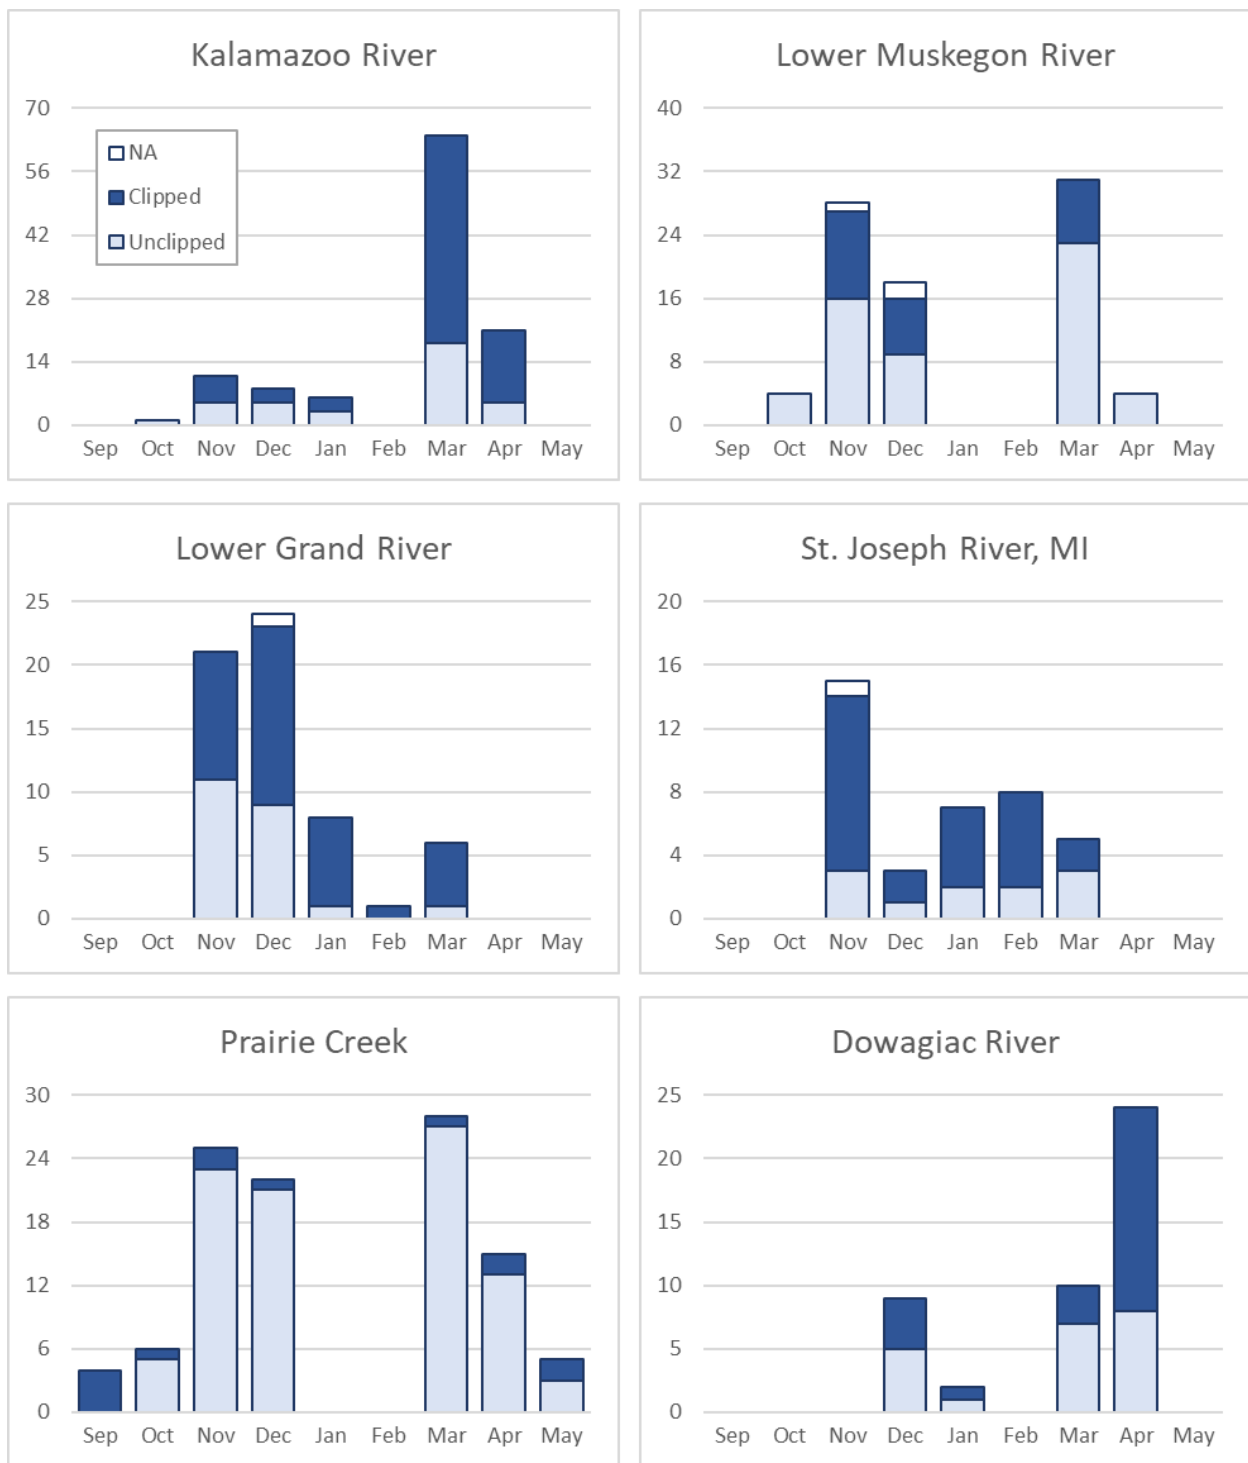 Kalamazoo River
70
56
42
28
14
0
NA
Clipped
Unclipped
Sep Oct Nov Dec Jan Feb Mar Apr May
Lower Muskegon River
40
32
24
16
8
0
Sep Oct Nov Dec Jan Feb Mar Apr May
Lower Grand River
25
20
15
10
5
0
Sep Oct Nov Dec Jan Feb Mar Apr May
St. Joseph River, MI
20
16
12
8
4
0
Sep Oct Nov Dec Jan Feb Mar Apr May
Prairie Creek
30
24
18
12
6
0
Sep Oct Nov Dec Jan Feb Mar Apr May
Dowagiac River
25
20
15
10
5
0
Sep Oct Nov Dec Jan Feb Mar Apr May